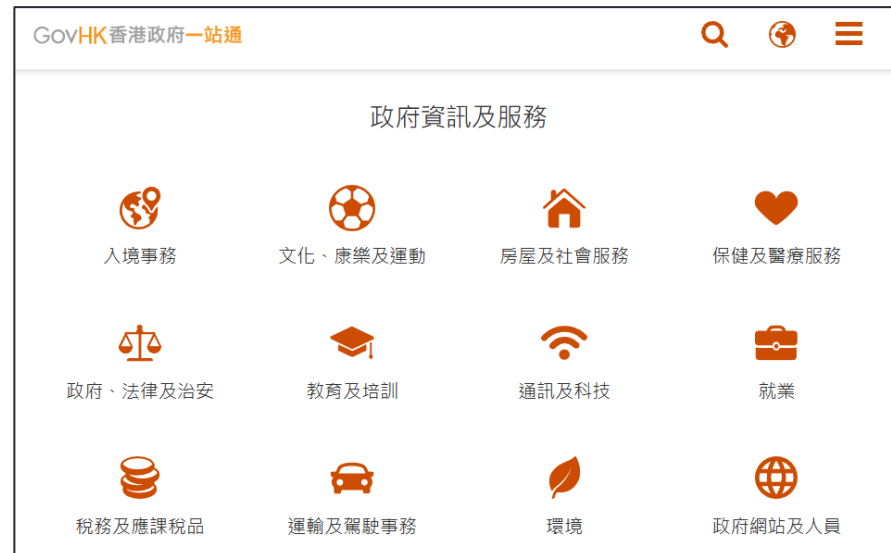 GovHK香港政府一站通
政府資訊及服務
入境事務
文化、康樂及運動
房屋及社會服務
保健及醫療服務
政府、法律及治安
教育及培訓
通訊及科技
就業
稅務及應課稅品
運輸及駕駛事務
環境
政府網站及人員